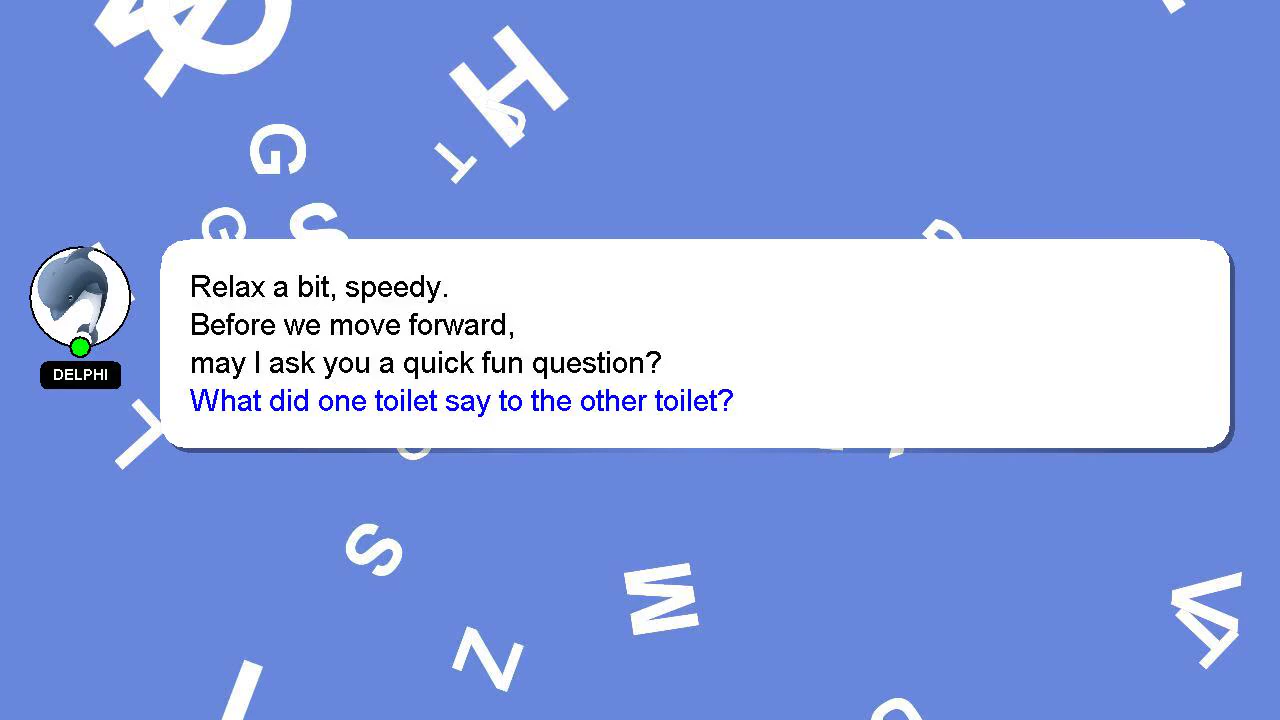 Relax a bit, speedy.
Before we move forward,
may I ask you a quick fun question?
What did one toilet say to the other toilet?
DELPHI